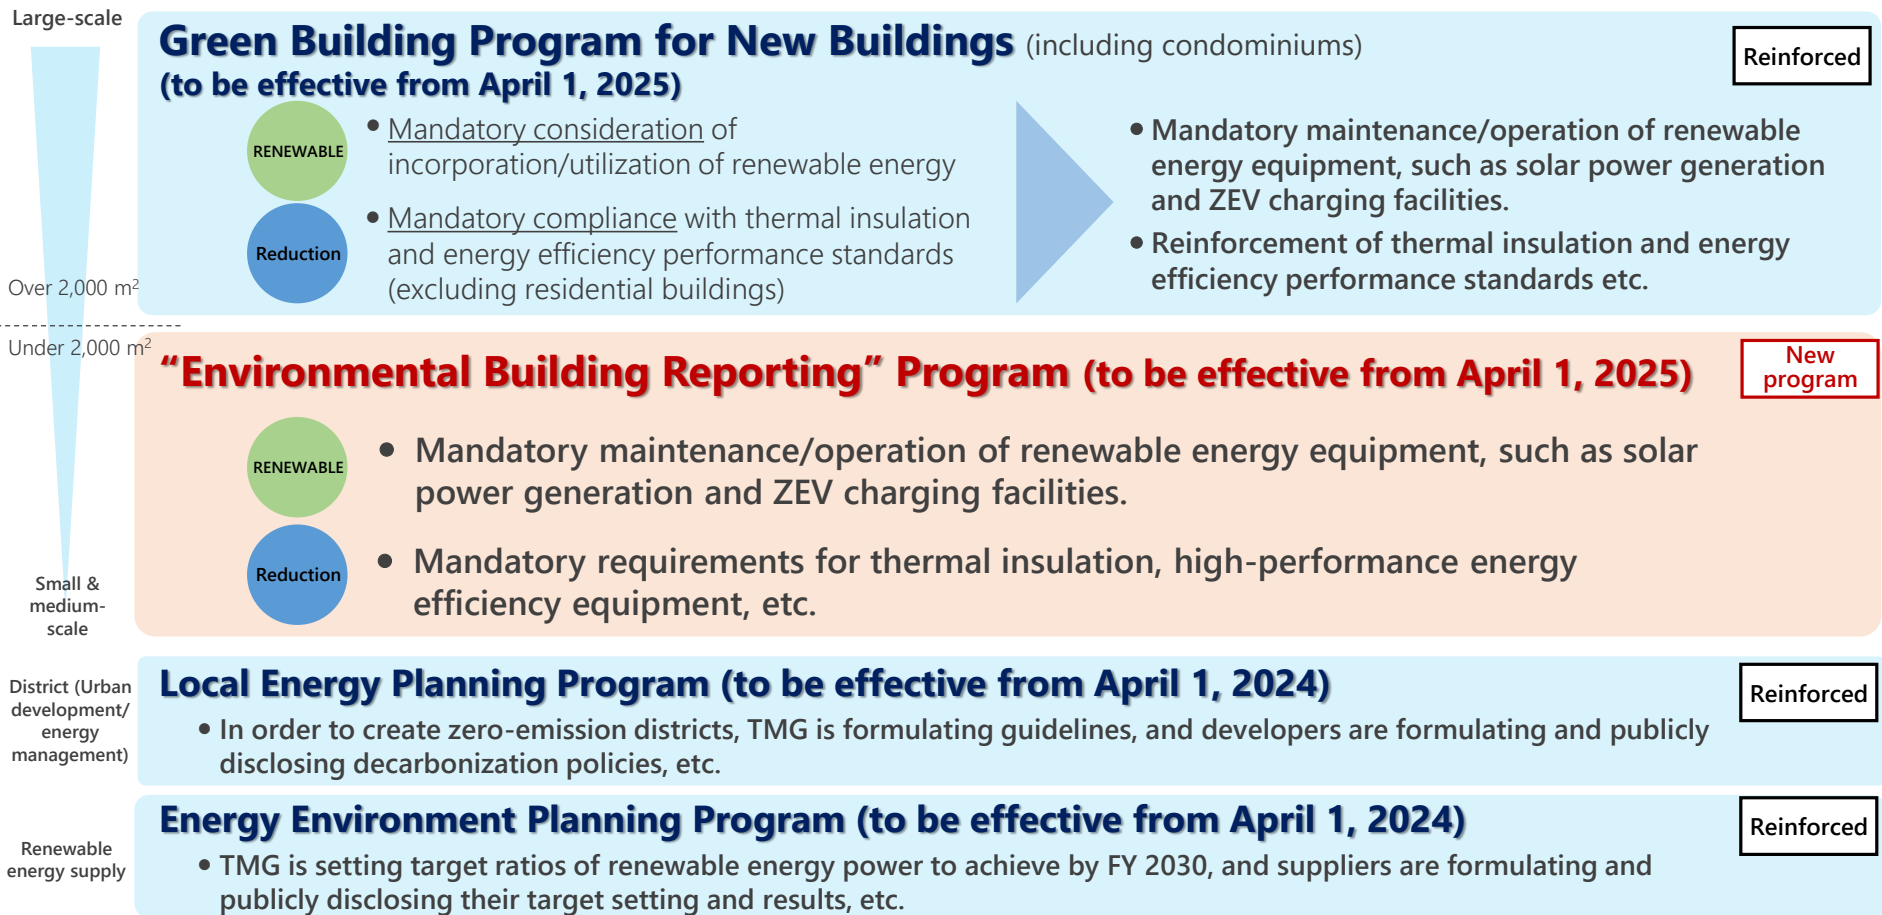 Large-scale
Green Building Program for New Buildings (including condominiums)
(to be effective from April 1, 2025)
Reinforced
RENEWABLE
• Mandatory consideration of
incorporation/utilization of renewable energy
Reduction
• Mandatory compliance with thermal insulation
and energy efficiency performance standards
(excluding residential buildings)
• Mandatory maintenance/operation of renewable
energy equipment, such as solar power generation
and ZEV charging facilities.
• Reinforcement of thermal insulation and energy
efficiency performance standards etc.
Over 2,000 m²
Under 2,000 m²
“Environmental Building Reporting” Program (to be effective from April 1, 2025)
New
program
RENEWABLE
• Mandatory maintenance/operation of renewable energy equipment, such as solar
power generation and ZEV charging facilities.
Reduction
• Mandatory requirements for thermal insulation, high-performance energy
efficiency equipment, etc.
Small &
medium-
scale
District (Urban
development/
energy
management)
Local Energy Planning Program (to be effective from April 1, 2024)
Reinforced
• In order to create zero-emission districts, TMG is formulating guidelines, and developers are formulating and publicly
disclosing decarbonization policies, etc.
Renewable
energy supply
Energy Environment Planning Program (to be effective from April 1, 2024)
Reinforced
• TMG is setting target ratios of renewable energy power to achieve by FY 2030, and suppliers are formulating and
publicly disclosing their target setting and results, etc.